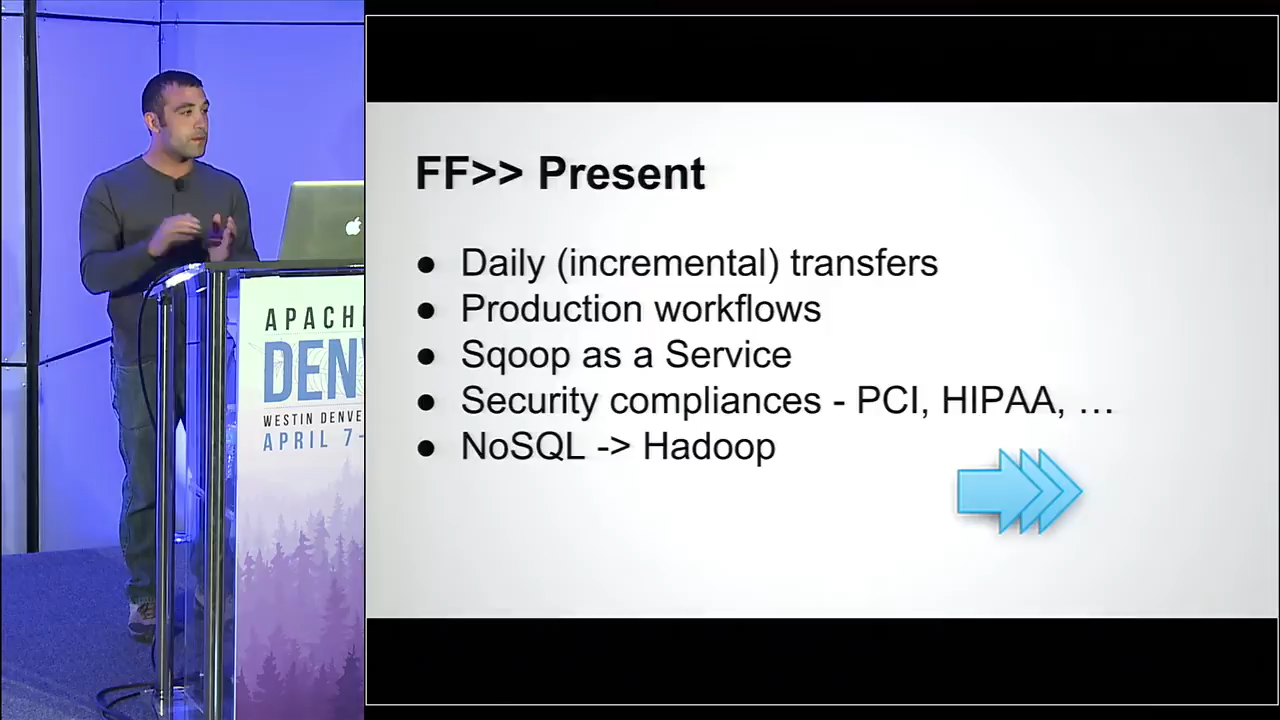 FF>> Present
● Daily (incremental) transfers
● Production workflows
● Sqoop as a Service
● Security compliances - PCI, HIPAA, …
● NoSQL -> Hadoop
APACH
DEN
WESTIN DENVE
APRIL 7-